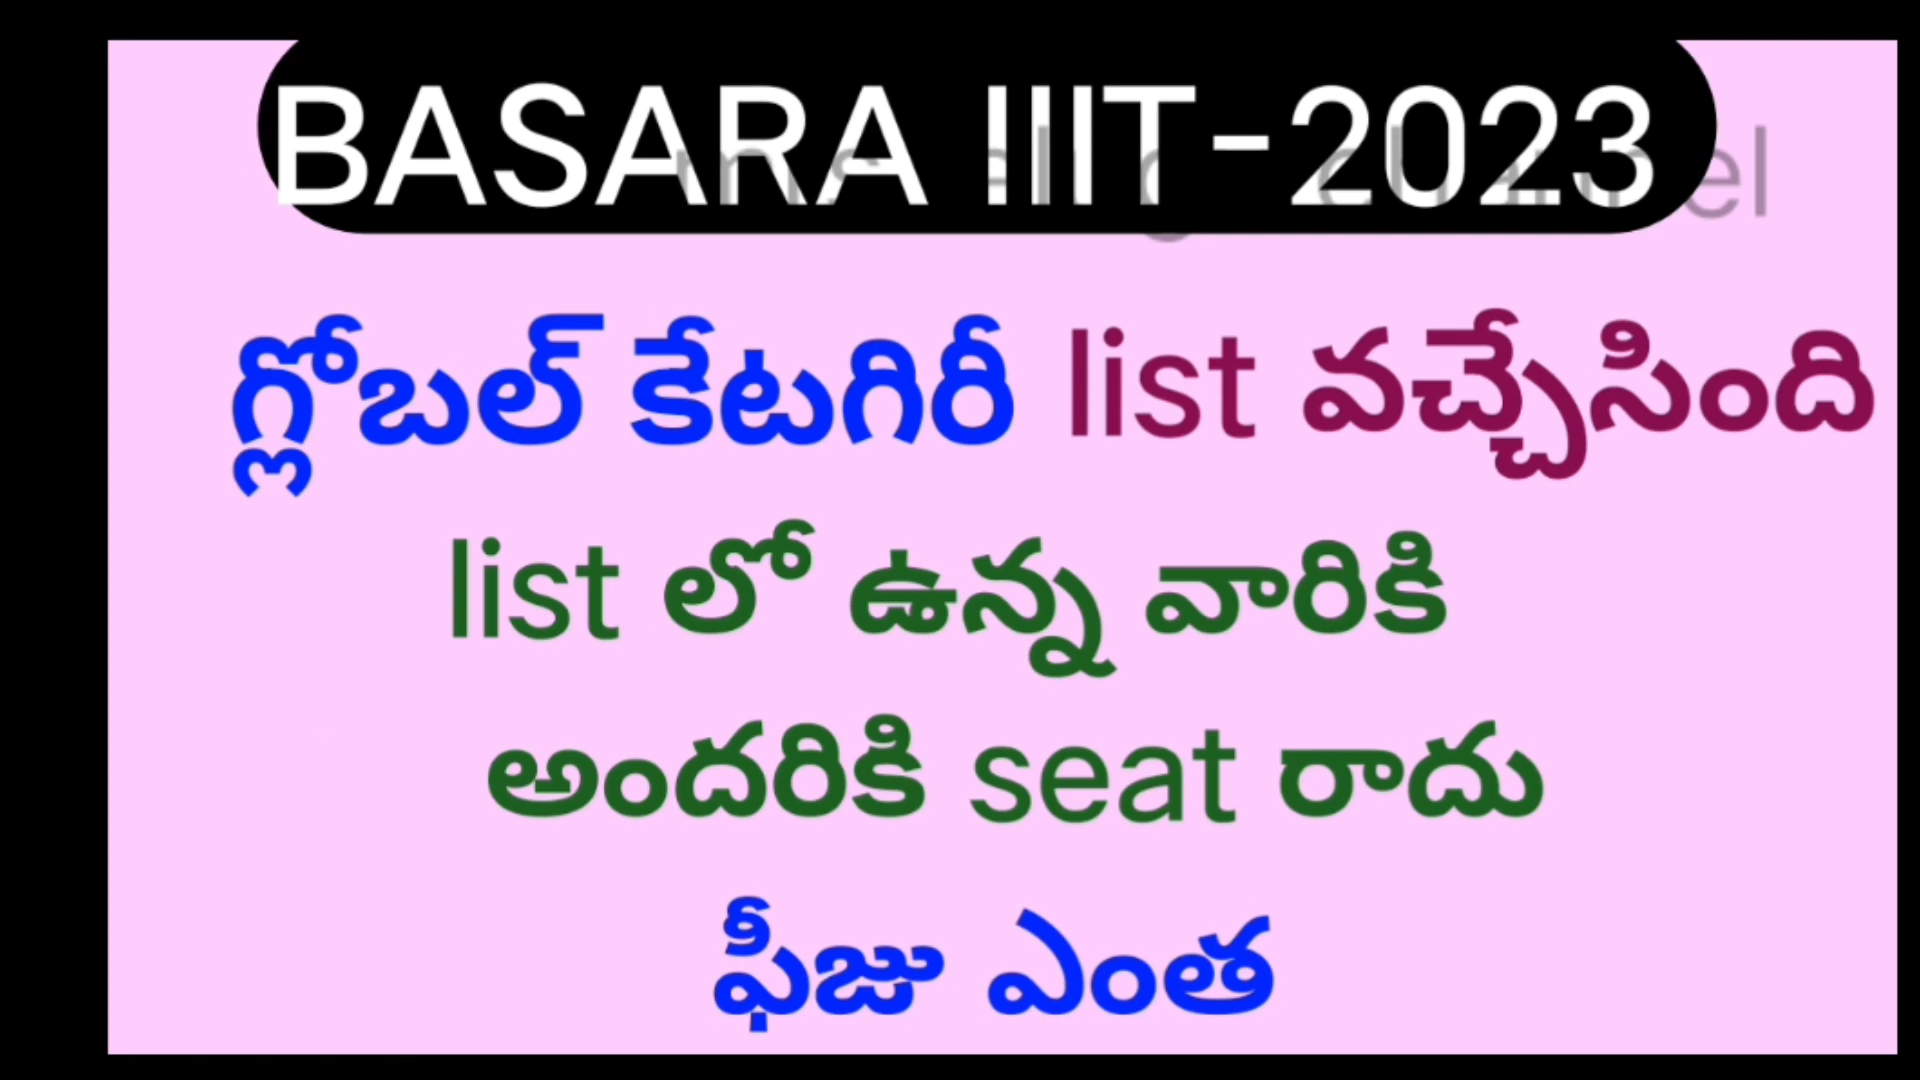 BASARA IIIT-2023
గ్లోబల్ కేటగిరీ list వచ్చేసింది
list లో ఉన్న వారికి
అందరికి seat రాదు
ఫీజు ఎంత